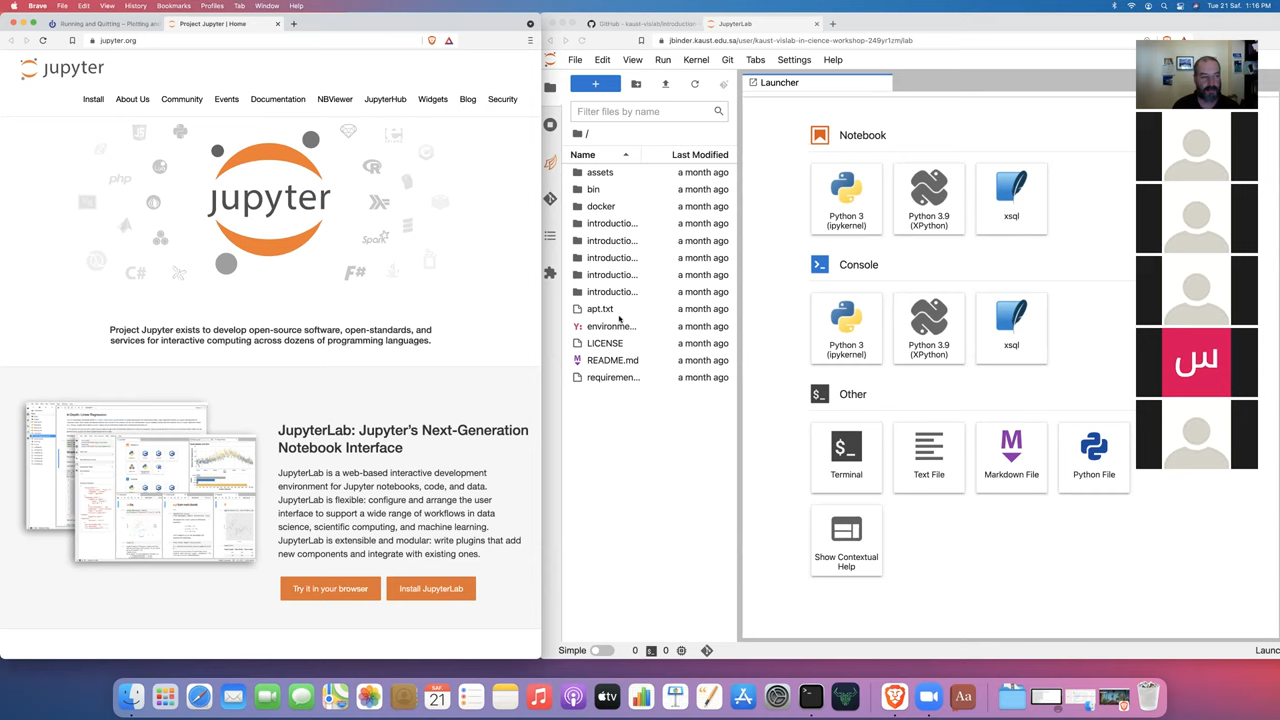 Brave File Edit View History Bookmarks Profiles Tab Window Help
Tue 21 Saf. 1:16 PM
Running and Quitting – Plotting an
Project Jupyter | Home
jupyter.org
jupyter
Install About Us Community Events Documentation NBViewer JupyterHub Widgets Blog Security
php
R
jupyter
Spark
C#
F#
Project Jupyter exists to develop open-source software, open-standards, and
services for interactive computing across dozens of programming languages.
JupyterLab: Jupyter's Next-Generation
Notebook Interface
JupyterLab is a web-based interactive development
environment for Jupyter notebooks, code, and data.
JupyterLab is flexible: configure and arrange the user
interface to support a wide range of workflows in data
science, scientific computing, and machine learning.
JupyterLab is extensible and modular: write plugins that add
new components and integrate with existing ones.
Try it in your browser
Install JupyterLab
GitHub - kaust-vislab/introduction
JupyterLab
jbinder.kaust.edu.sa/user/kaust-vislab-in-cience-workshop-249yr1zm/lab
File Edit View Run Kernel Git Tabs Settings Help
Filter files by name
/
Name Last Modified
assets a month ago
bin a month ago
docker a month ago
introductio... a month ago
introductio... a month ago
introductio... a month ago
introductio... a month ago
introductio... a month ago
apt.txt a month ago
Y: environme... a month ago
LICENSE a month ago
README.md a month ago
requiremen... a month ago
Simple 0 0
Launcher
Notebook
Python 3
(ipykernel)
Python 3.9
(XPython)
xsql
Console
Python 3
(ipykernel)
Python 3.9
(XPython)
xsql
$_ Other
$_
Terminal
Text File
M
Markdown File
Python File
Show Contextual
Help
Launc
س
SAF.
21
tv
Aa